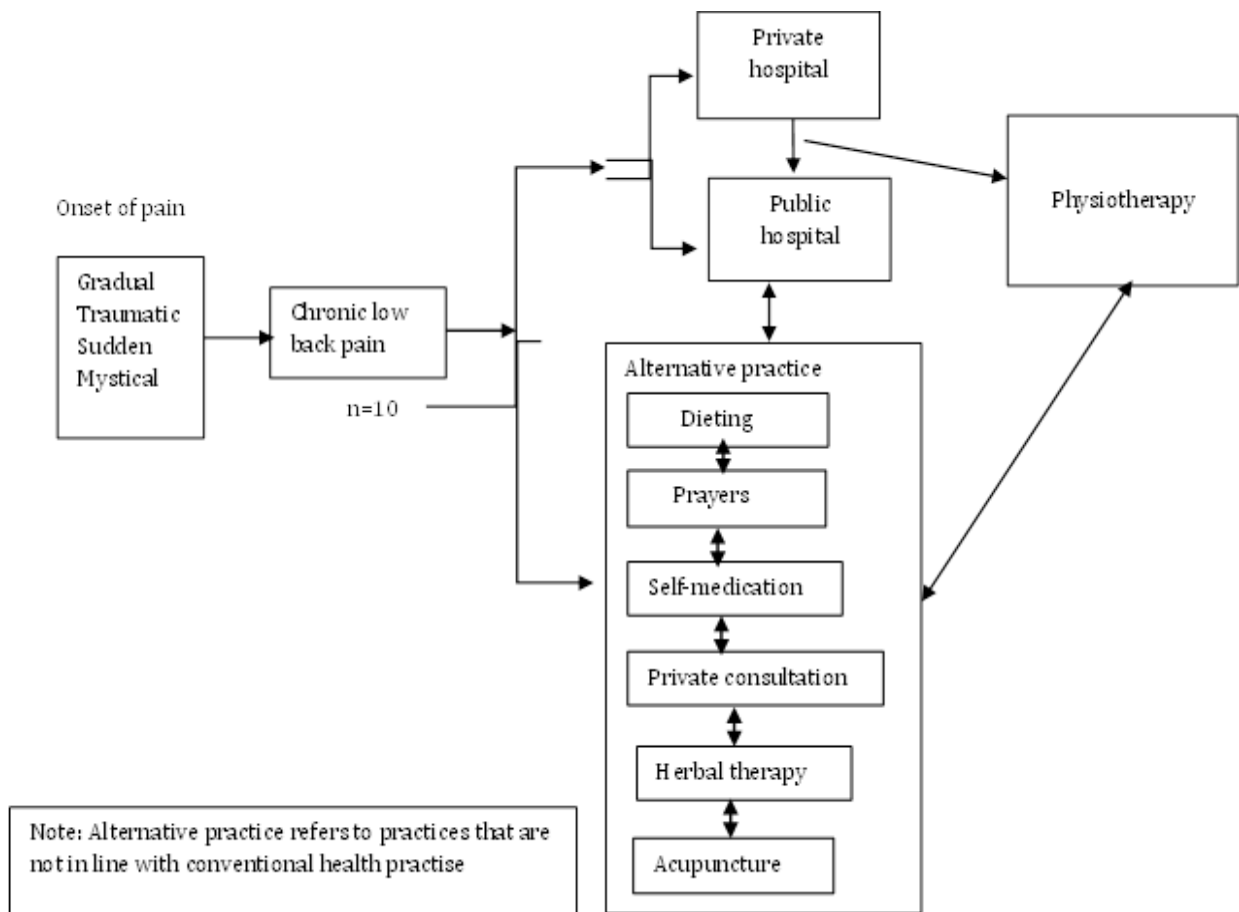 Private
hospital
Onset of pain
Gradual
Traumatic
Sudden
Mystical
Chronic low
back pain
n=10
Public
hospital
Physiotherapy
Alternative practice
Dieting
Prayers
Self-medication
Private consultation
Herbal therapy
Acupuncture
Note: Alternative practice refers to practices that are
not in line with conventional health practise